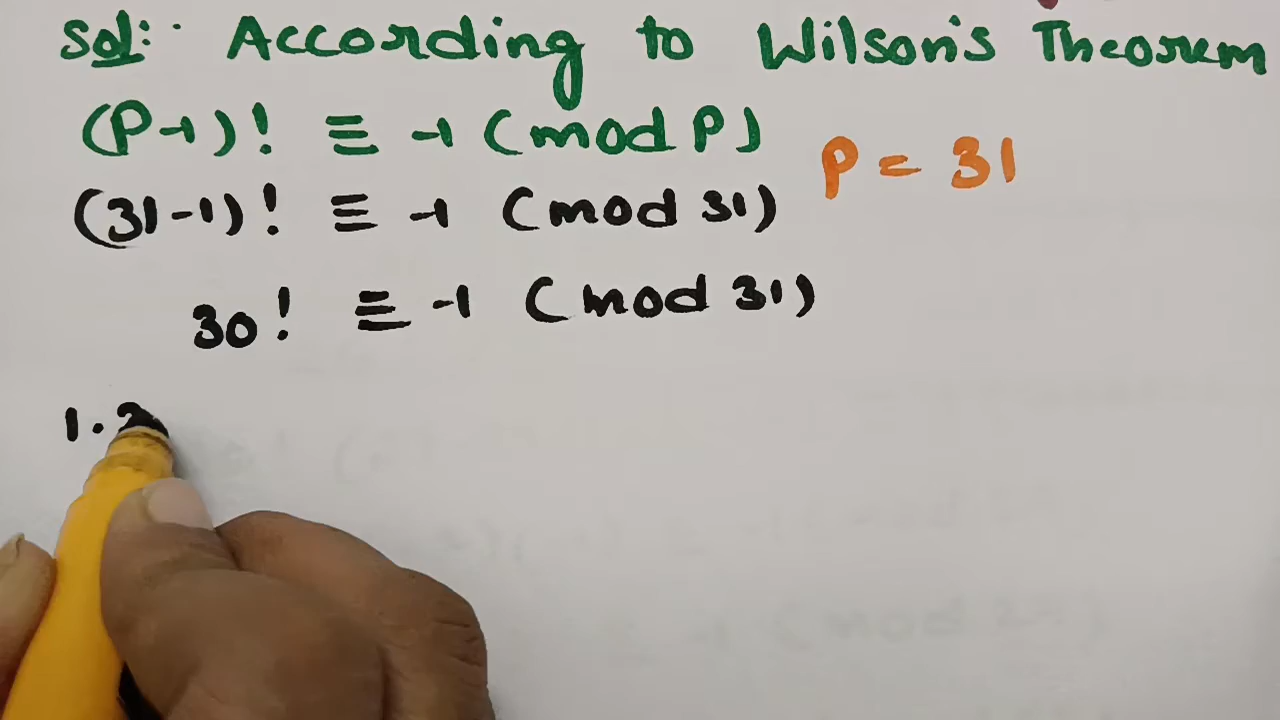 Sol:- According to Wilson's Theorem
(P-1)! ≡ -1 (mod P)
P = 31
(31-1)! ≡ -1 (mod 31)
30! ≡ -1 (mod 31)
1.2